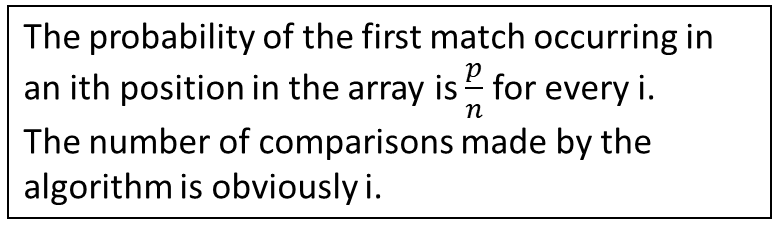 The probability of the first match occurring in
an ith position in the array is p/n for every i.
The number of comparisons made by the
algorithm is obviously i.